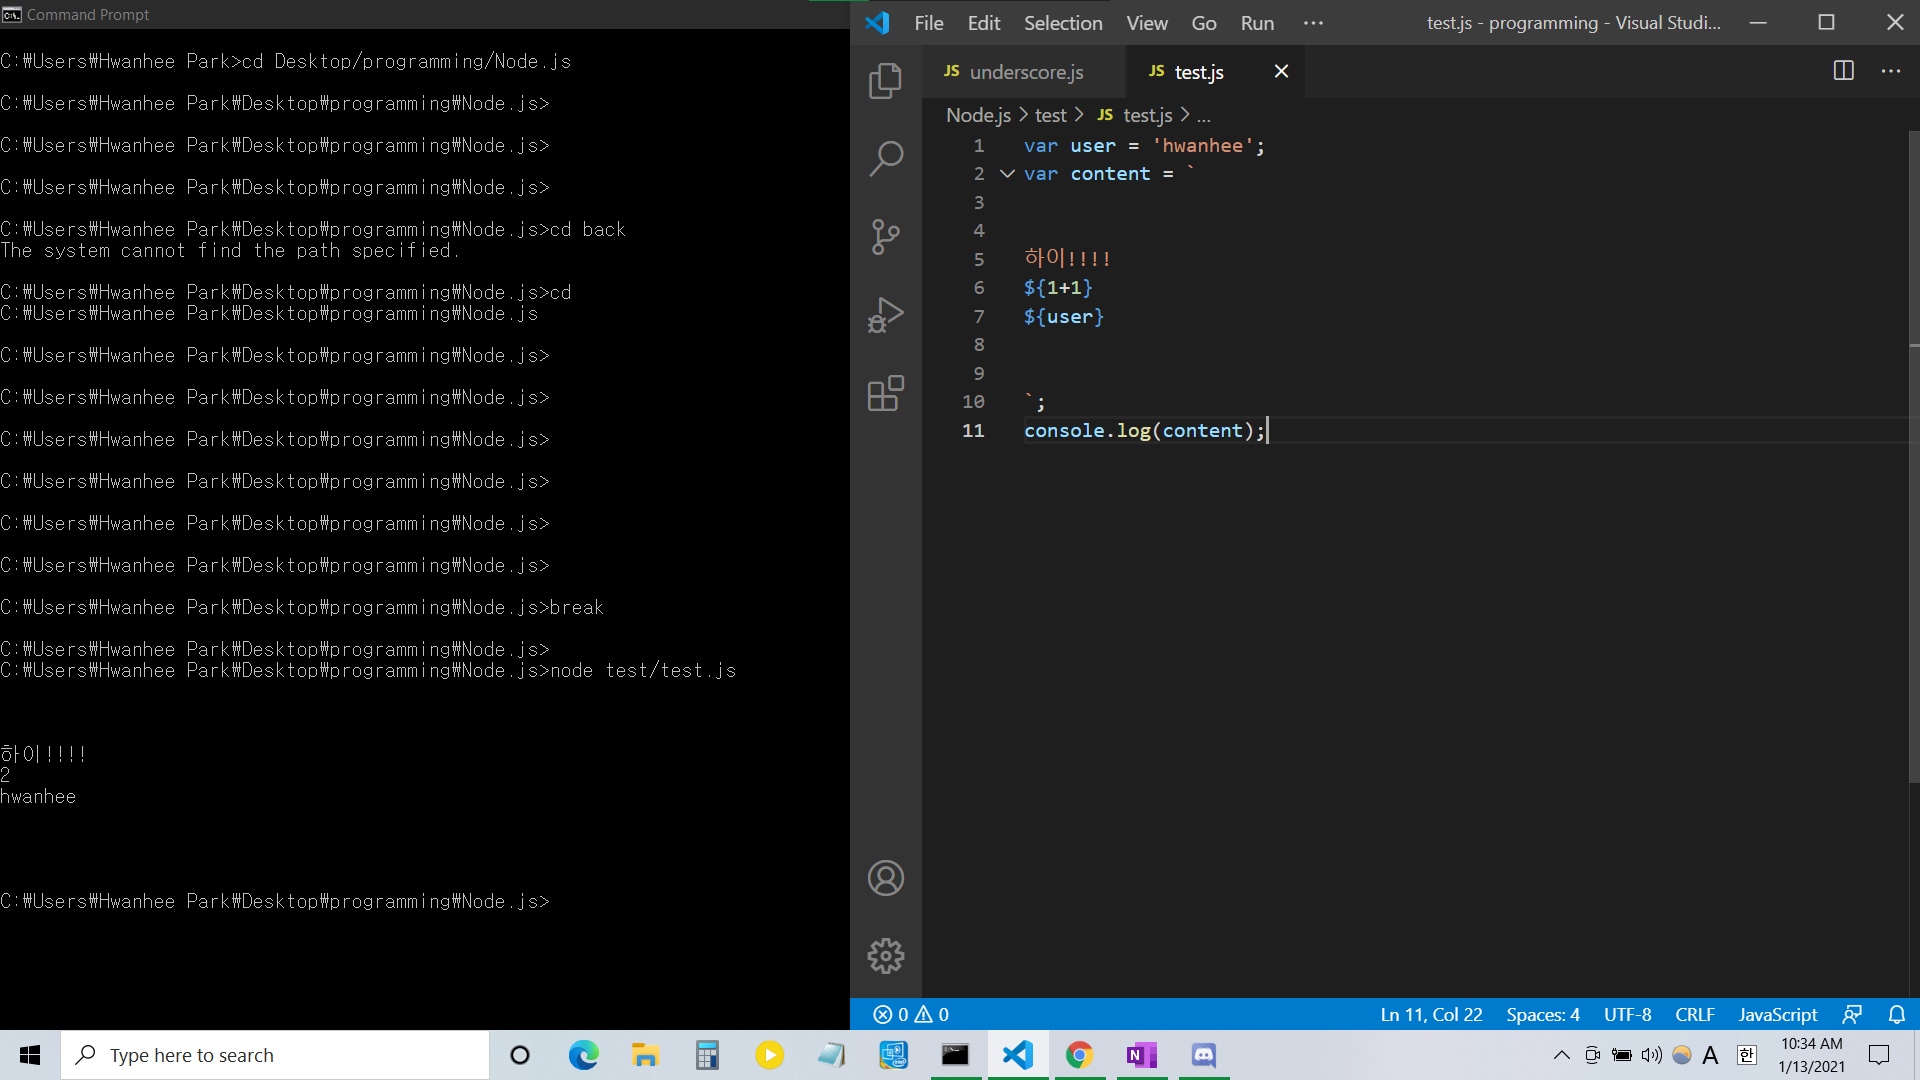 Command Prompt
C:₩Users₩Hwanhee Park>cd Desktop/programming/Node.js
C:₩Users₩Hwanhee Park₩Desktop₩programming₩Node.js>
C:₩Users₩Hwanhee Park₩Desktop₩programming₩Node.js>
C:₩Users₩Hwanhee Park₩Desktop₩programming₩Node.js>
C:₩Users₩Hwanhee Park₩Desktop₩programming₩Node.js>cd back
The system cannot find the path specified.
C:₩Users₩Hwanhee Park₩Desktop₩programming₩Node.js>cd
C:₩Users₩Hwanhee Park₩Desktop₩programming₩Node.js
C:₩Users₩Hwanhee Park₩Desktop₩programming₩Node.js>
C:₩Users₩Hwanhee Park₩Desktop₩programming₩Node.js>
C:₩Users₩Hwanhee Park₩Desktop₩programming₩Node.js>
C:₩Users₩Hwanhee Park₩Desktop₩programming₩Node.js>
C:₩Users₩Hwanhee Park₩Desktop₩programming₩Node.js>
C:₩Users₩Hwanhee Park₩Desktop₩programming₩Node.js>
C:₩Users₩Hwanhee Park₩Desktop₩programming₩Node.js>break
C:₩Users₩Hwanhee Park₩Desktop₩programming₩Node.js>
C:₩Users₩Hwanhee Park₩Desktop₩programming₩Node.js>node test/test.js
하이!!!!
2
hwanhee
C:₩Users₩Hwanhee Park₩Desktop₩programming₩Node.js>
File Edit Selection View Go Run ··· test.js - programming - Visual Studi...
JS underscore.js JS test.js
Node.js > test > JS test.js > ...
1 var user = 'hwanhee';
2 var content = `
3
4
5 하이!!!!
6 ${1+1}
7 ${user}
8
9
10 `;
11 console.log(content);
0 0 Ln 11, Col 22 Spaces: 4 UTF-8 CRLF JavaScript
Type here to search
N
A 한
10:34 AM
1/13/2021